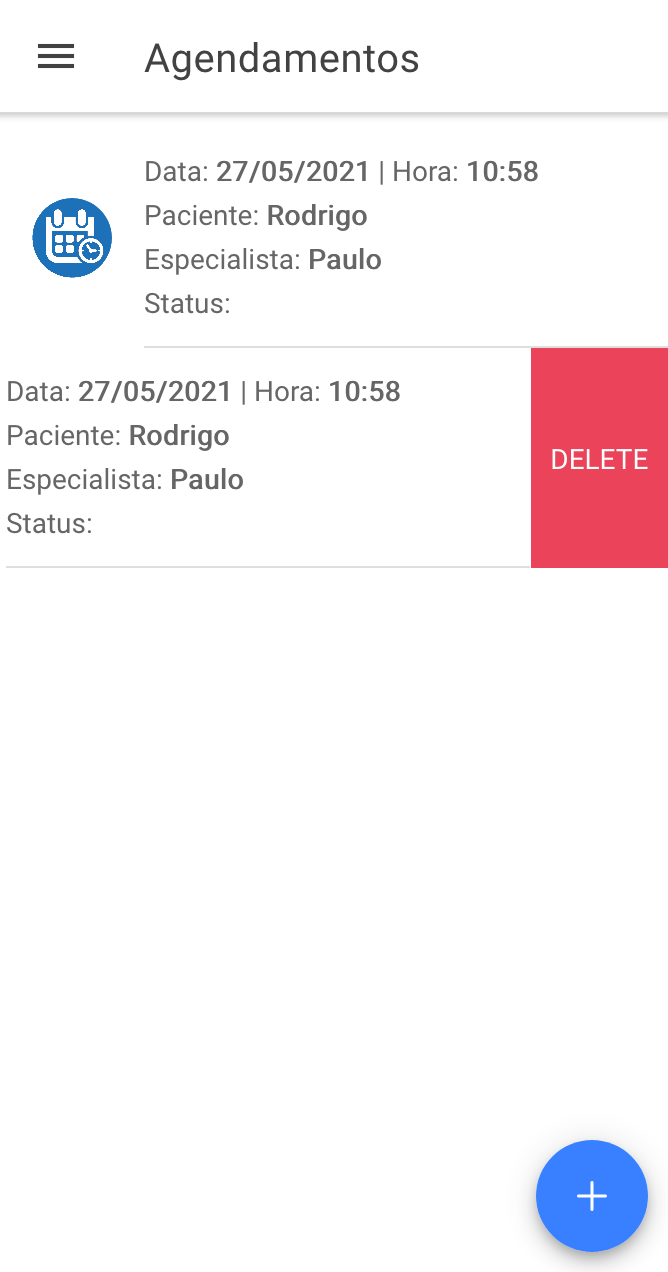 Agendamentos
Data: 27/05/2021 | Hora: 10:58
Paciente: Rodrigo
Especialista: Paulo
Status:
Data: 27/05/2021 | Hora: 10:58
Paciente: Rodrigo
Especialista: Paulo
Status:
DELETE